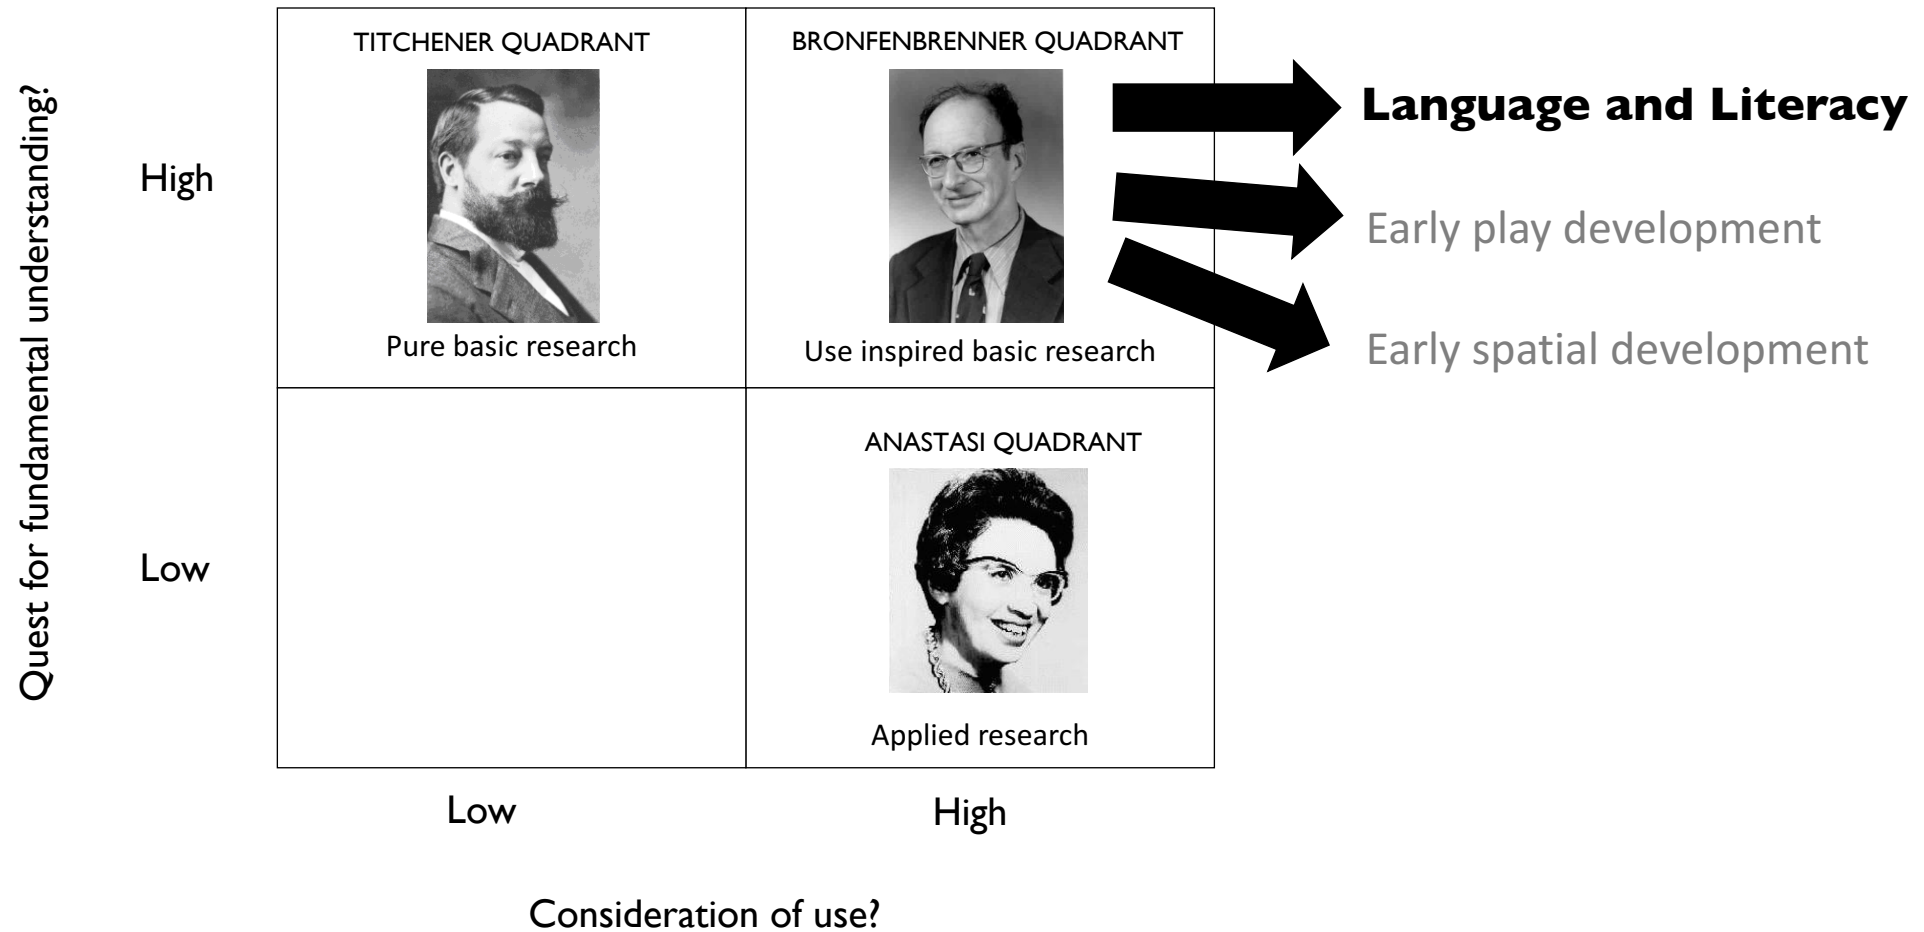 TITCHENER QUADRANT
BRONFENBRENNER QUADRANT
Language and Literacy
Quest for fundamental understanding?
High
Early play development
Pure basic research
Use inspired basic research
Early spatial development
ANASTASI QUADRANT
Low
Applied research
Low
High
Consideration of use?